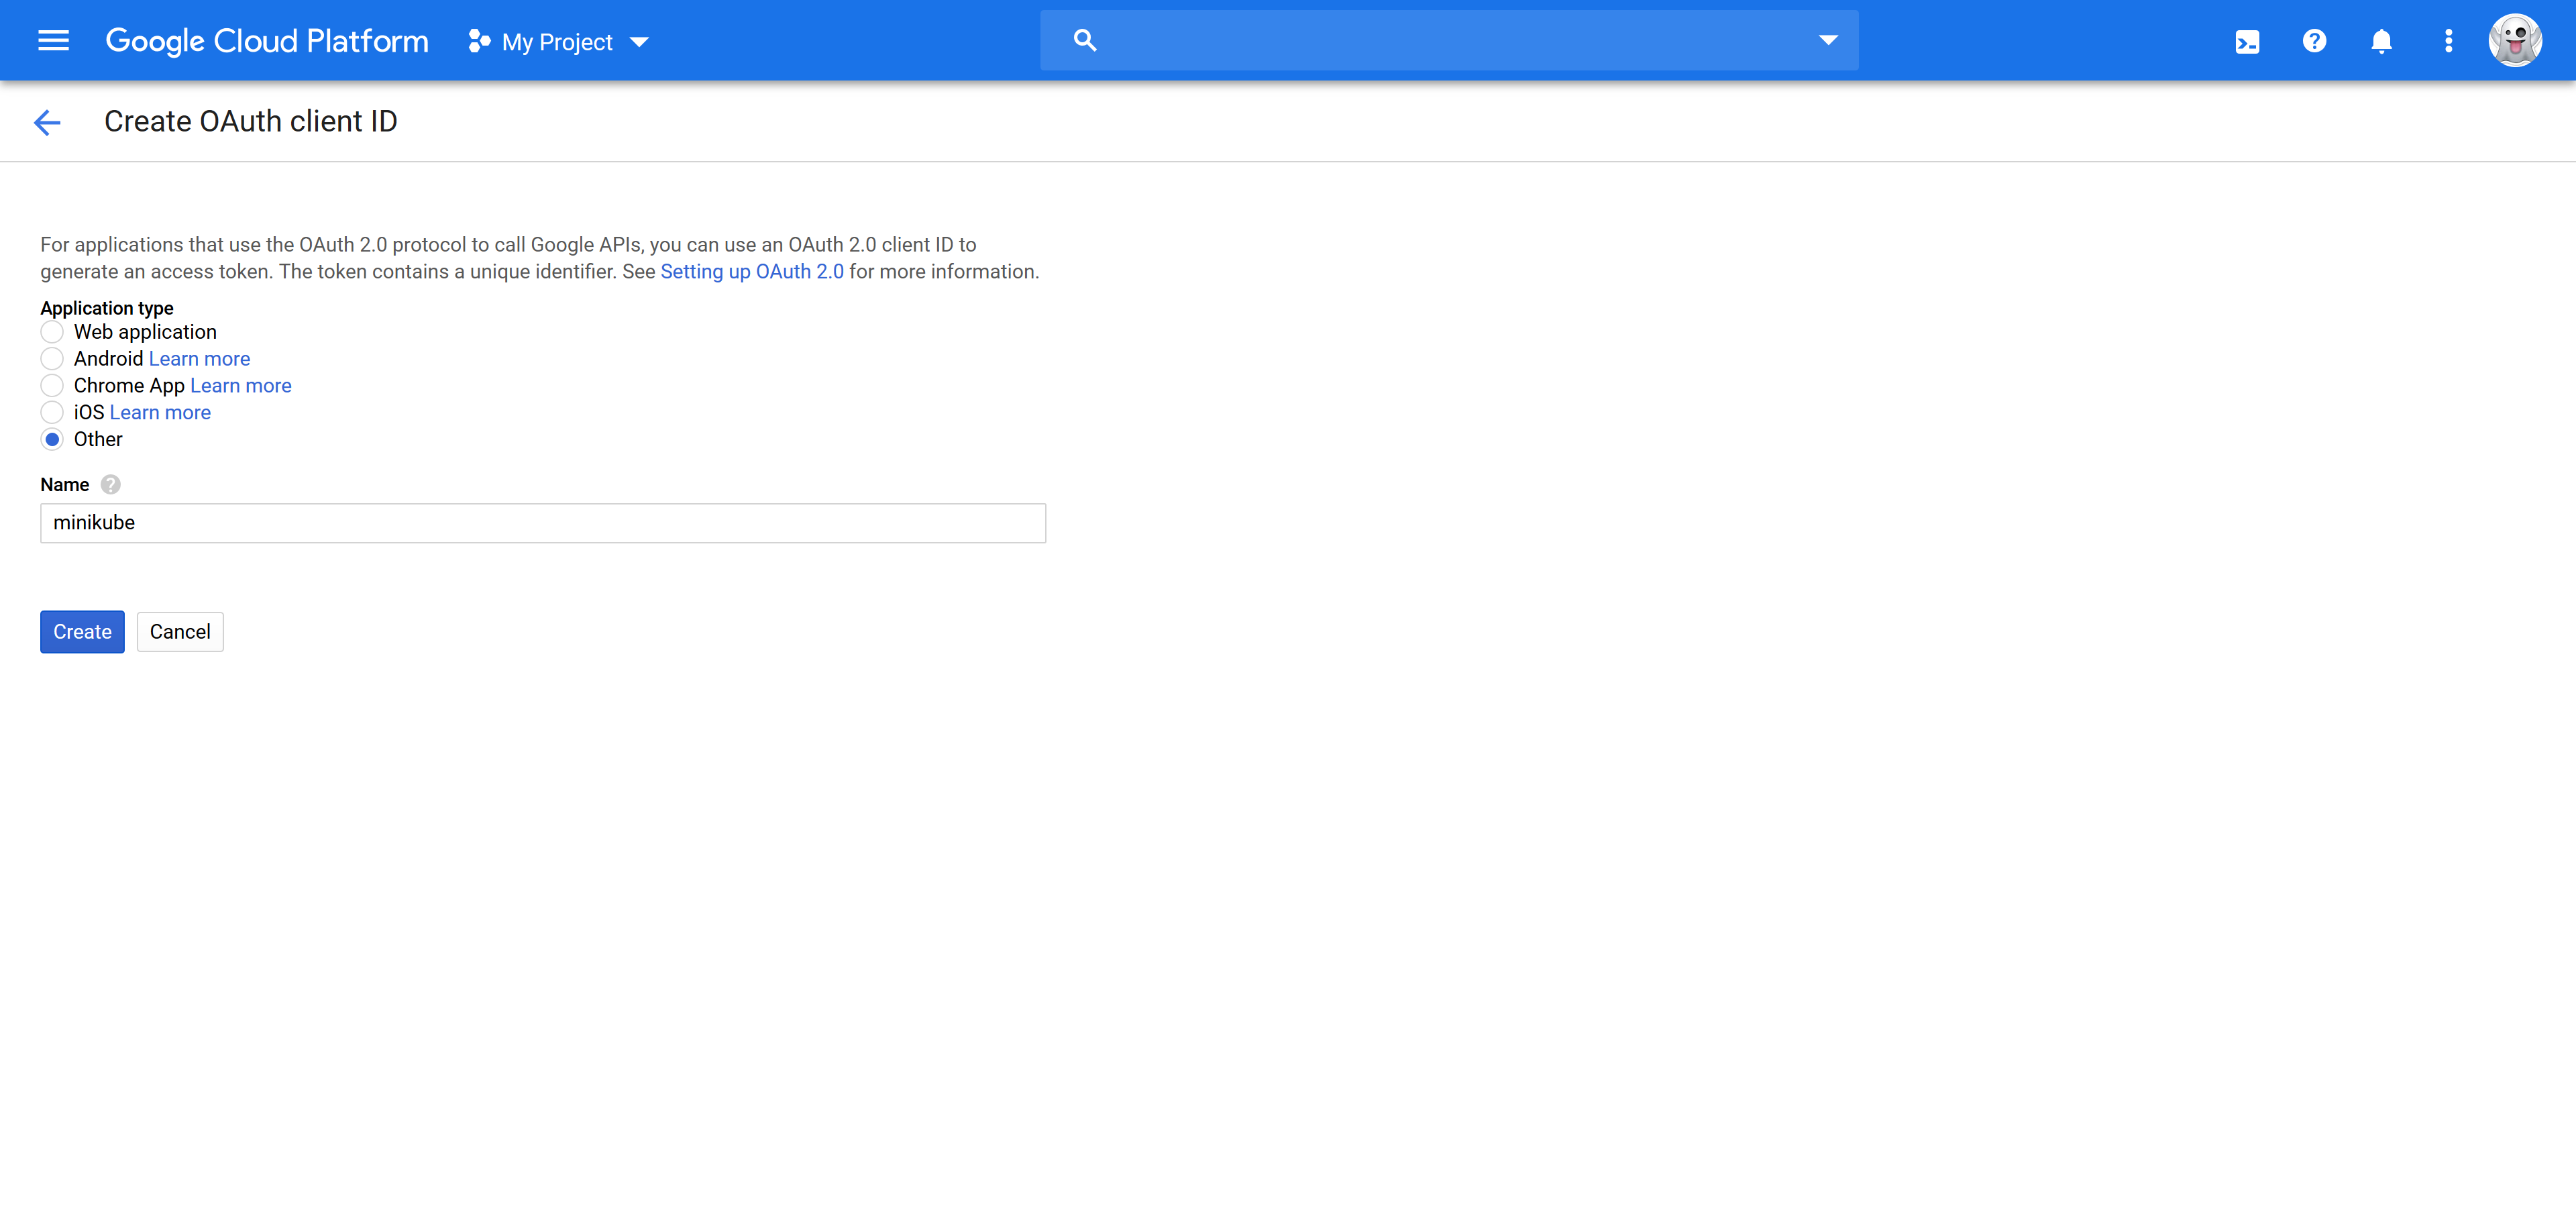 Google Cloud Platform My Project
Create OAuth client ID
For applications that use the OAuth 2.0 protocol to call Google APIs, you can use an OAuth 2.0 client ID to
generate an access token. The token contains a unique identifier. See Setting up OAuth 2.0 for more information.
Application type
Web application
Android Learn more
Chrome App Learn more
iOS Learn more
Other
Name
minikube
Create Cancel